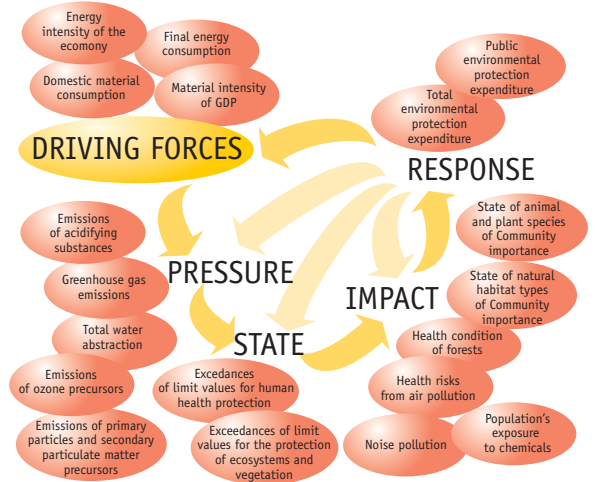 Energy
intensity of the
ecomony
Final energy
consumption
Domestic material
consumption
Material intensity
of GDP
DRIVING FORCES
Public
environmental
protection
expenditure
Total
environmental
protection
expenditure
RESPONSE
Emissions
of acidifying
substances
Greenhouse gas
emissions
Total water
abstraction
Emissions
of ozone precursors
Emissions of primary
particles and secondary
particulate matter
precursors
PRESSURE
STATE
Excedances
of limit values for human
health protection
Exceedances of limit
values for the protection
of ecosystems and
vegetation
IMPACT
State of animal
and plant species
of Community
importance
State of natural
habitat types
of Community
importance
Health condition
of forests
Health risks
from air pollution
Noise pollution
Population's
exposure
to chemicals